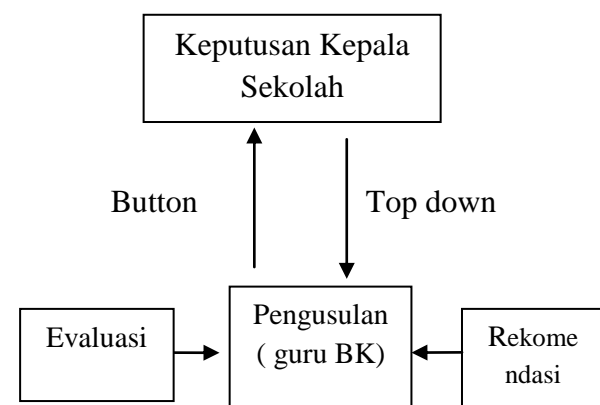 Keputusan Kepala
Sekolah
Button
Top down
Evaluasi
Pengusulan
( guru BK)
Rekome
ndasi